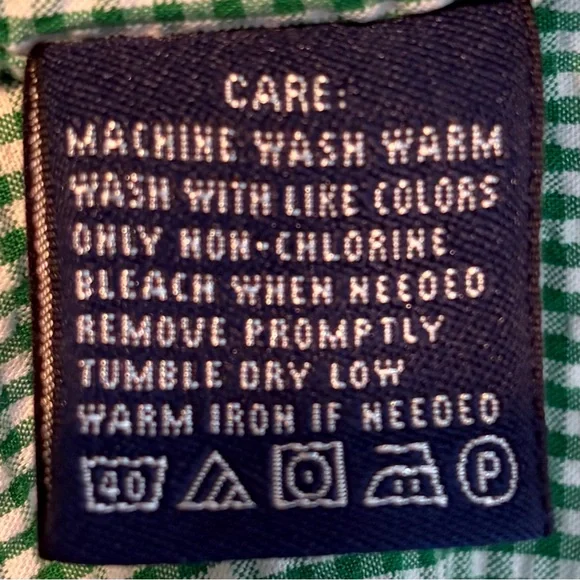 CARE:
MACHINE WASH WARM
WASH WITH LIKE COLORS
ONLY NON-CHLORINE
BLEACH WHEN NEEDED
REMOVE PROMPTLY
TUMBLE DRY LOW
WARM IRON IF NEEDED
40 P